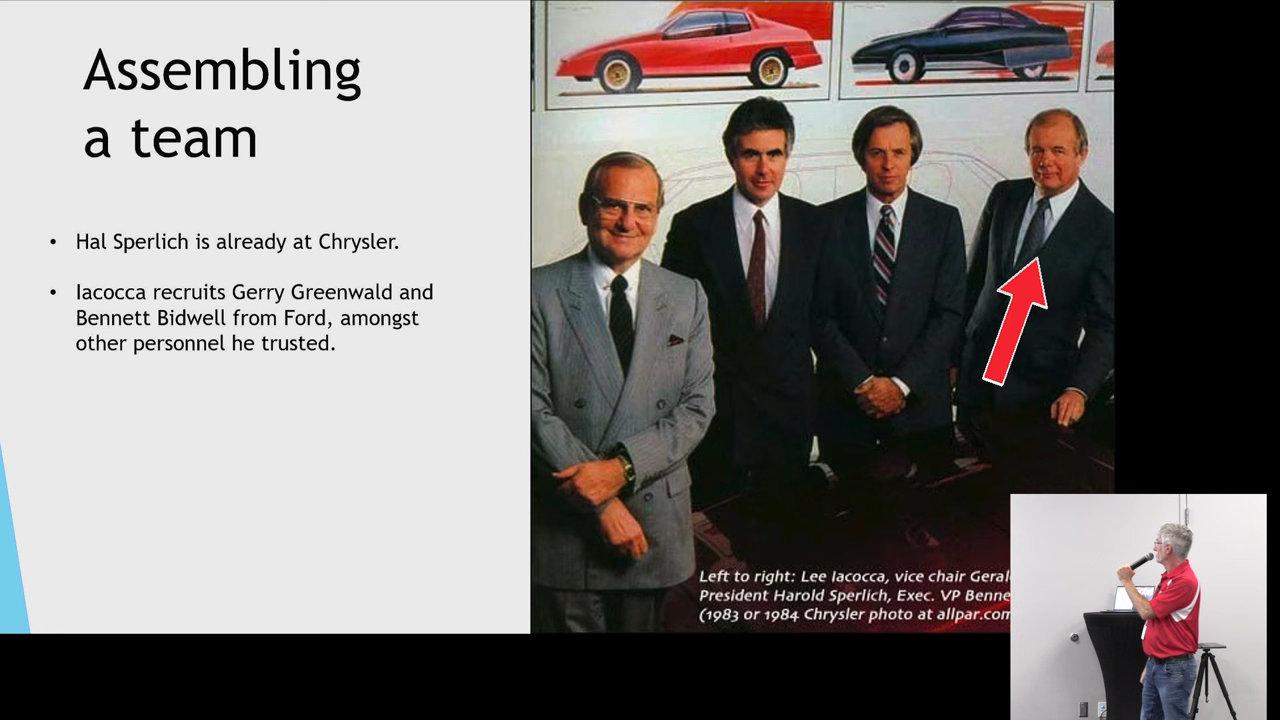 Assembling
a team
• Hal Sperlich is already at Chrysler.
• Iacocca recruits Gerry Greenwald and
Bennett Bidwell from Ford, amongst
other personnel he trusted.
Left to right: Lee Iacocca, vice chair
President Harold Sperlich, Exec. VP
(1983 or 1984 Chrysler photo at allpar.com